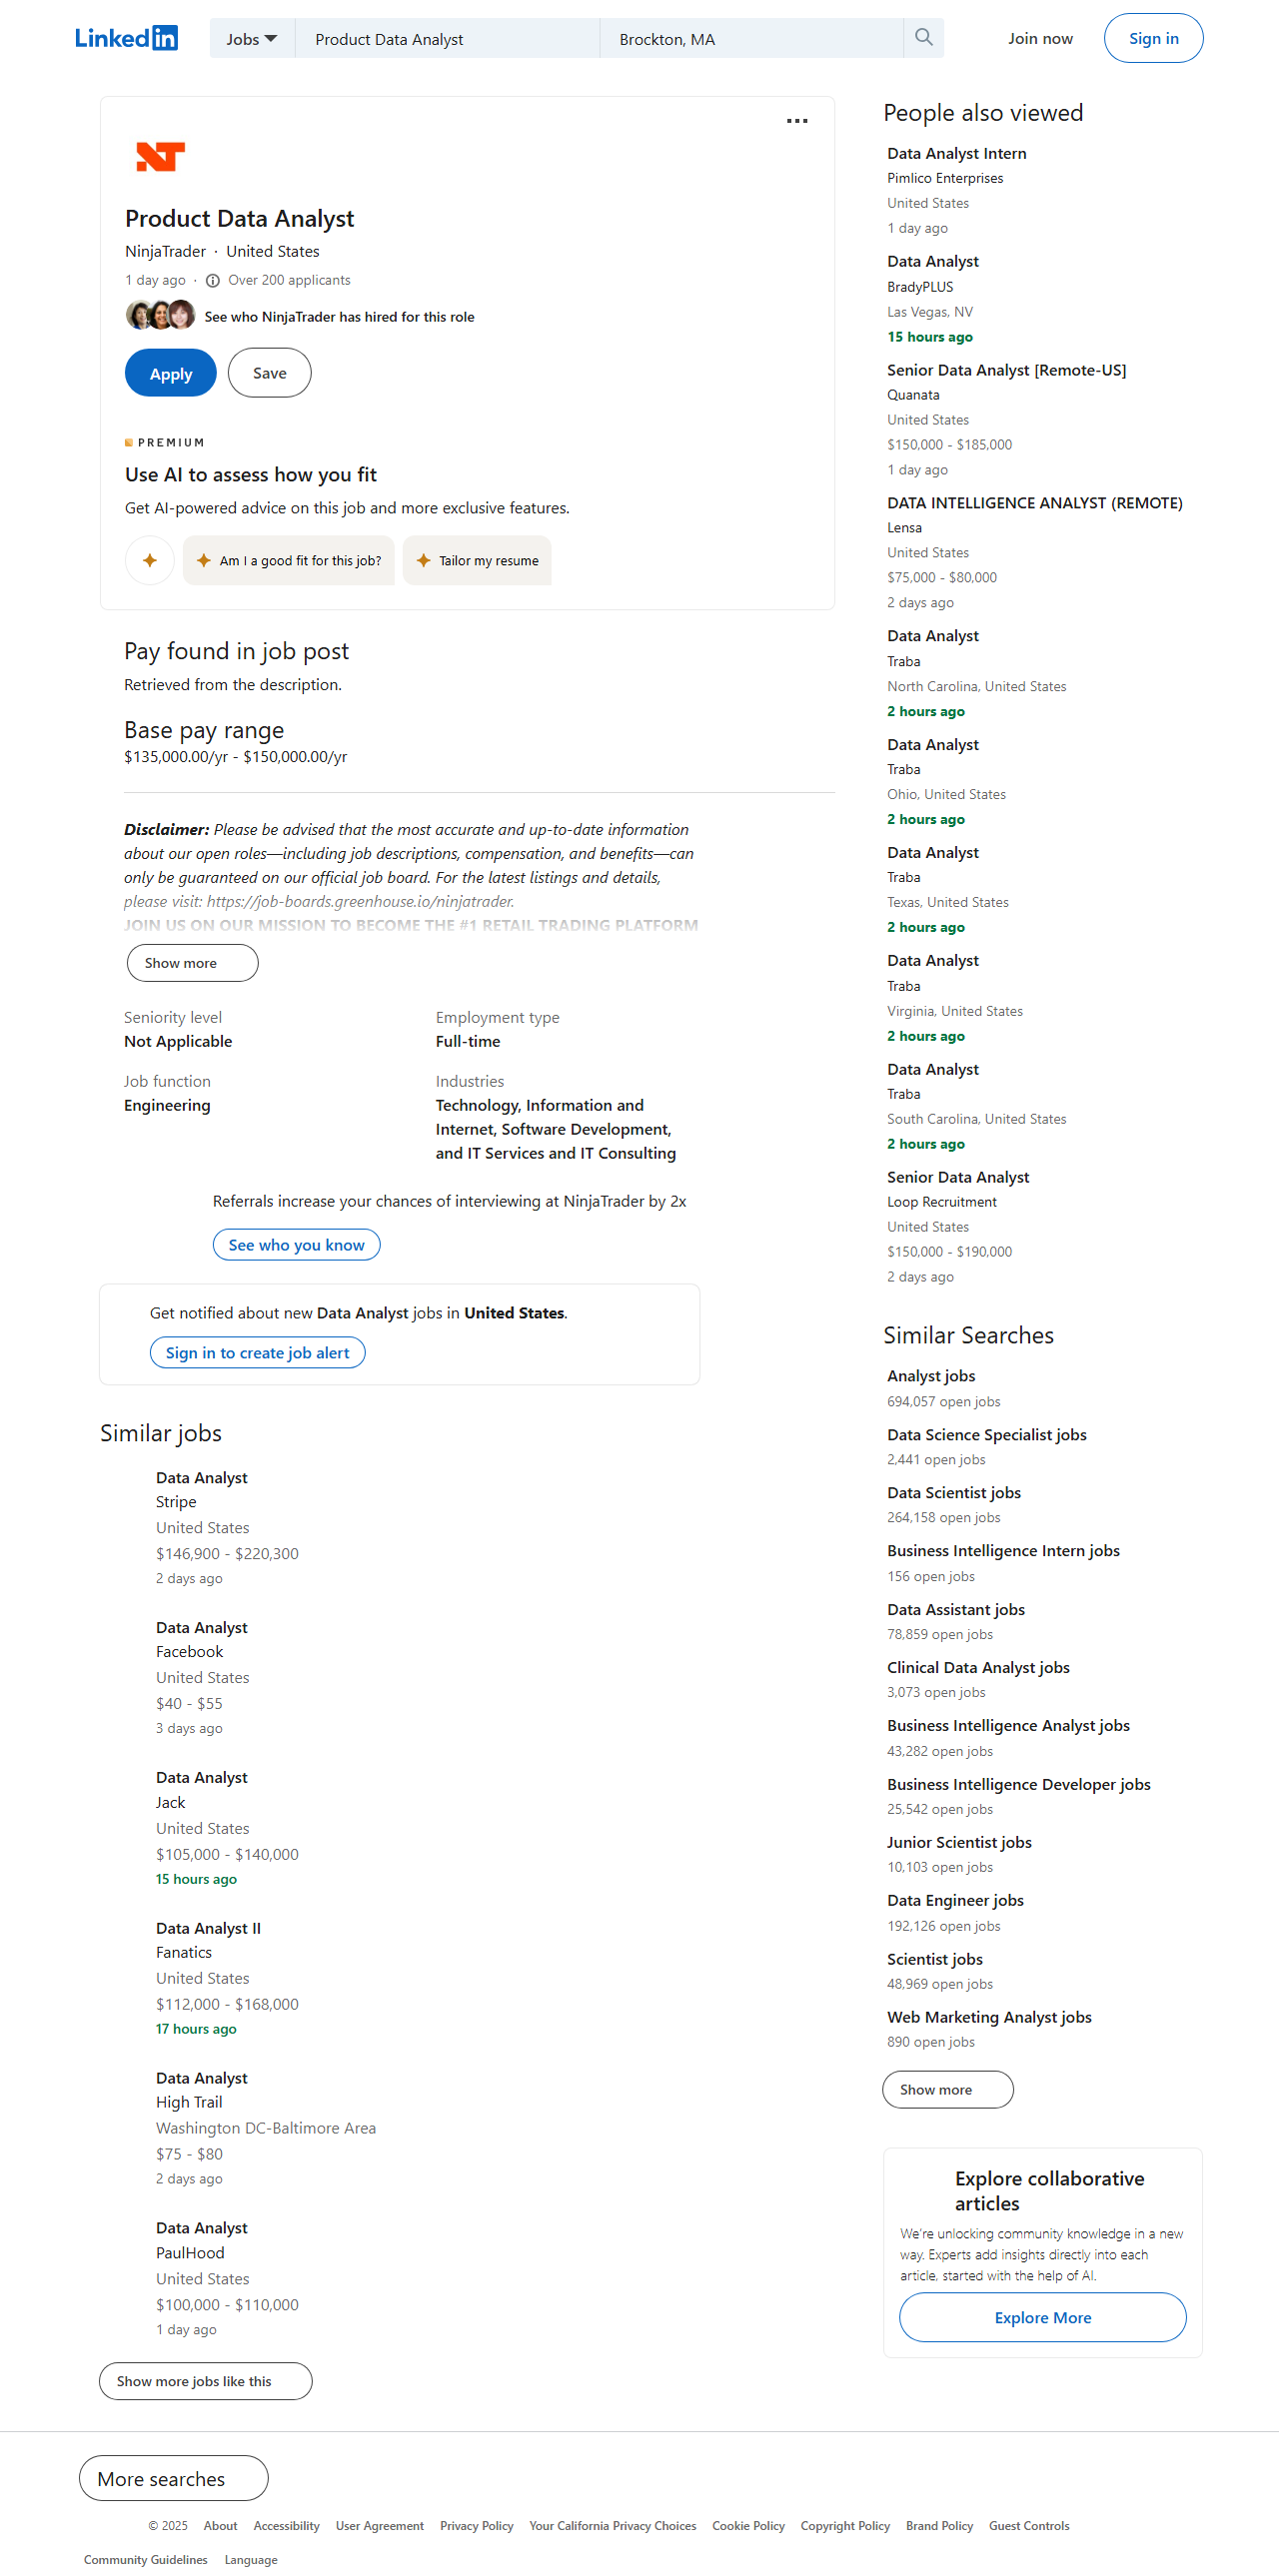 LinkedIn
Jobs
Product Data Analyst
Brockton, MA
Join now
Sign in
NT
Product Data Analyst
NinjaTrader · United States
1 day ago · Over 200 applicants
See who NinjaTrader has hired for this role
Apply
Save
PREMIUM
Use AI to assess how you fit
Get AI-powered advice on this job and more exclusive features.
Am I a good fit for this job?
Tailor my resume
Pay found in job post
Retrieved from the description.
Base pay range
$135,000.00/yr - $150,000.00/yr
Disclaimer: Please be advised that the most accurate and up-to-date information
about our open roles—including job descriptions, compensation, and benefits—can
only be guaranteed on our official job board. For the latest listings and details,
please visit: https://job-boards.greenhouse.io/ninjatrader.
JOIN US ON OUR MISSION TO BECOME THE #1 RETAIL TRADING PLATFORM
Show more
Seniority level
Not Applicable
Employment type
Full-time
Job function
Engineering
Industries
Technology, Information and
Internet, Software Development,
and IT Services and IT Consulting
Referrals increase your chances of interviewing at NinjaTrader by 2x
See who you know
Get notified about new Data Analyst jobs in United States.
Sign in to create job alert
Similar jobs
Data Analyst
Stripe
United States
$146,900 - $220,300
2 days ago
Data Analyst
Facebook
United States
$40 - $55
3 days ago
Data Analyst
Jack
United States
$105,000 - $140,000
15 hours ago
Data Analyst II
Fanatics
United States
$112,000 - $168,000
17 hours ago
Data Analyst
High Trail
Washington DC-Baltimore Area
$75 - $80
2 days ago
Data Analyst
PaulHood
United States
$100,000 - $110,000
1 day ago
Show more jobs like this
People also viewed
Data Analyst Intern
Pimlico Enterprises
United States
1 day ago
Data Analyst
BradyPLUS
Las Vegas, NV
15 hours ago
Senior Data Analyst [Remote-US]
Quanata
United States
$150,000 - $185,000
1 day ago
DATA INTELLIGENCE ANALYST (REMOTE)
Lensa
United States
$75,000 - $80,000
2 days ago
Data Analyst
Traba
North Carolina, United States
2 hours ago
Data Analyst
Traba
Ohio, United States
2 hours ago
Data Analyst
Traba
Texas, United States
2 hours ago
Data Analyst
Traba
Virginia, United States
2 hours ago
Data Analyst
Traba
South Carolina, United States
2 hours ago
Senior Data Analyst
Loop Recruitment
United States
$150,000 - $190,000
2 days ago
Similar Searches
Analyst jobs
694,057 open jobs
Data Science Specialist jobs
2,441 open jobs
Data Scientist jobs
264,158 open jobs
Business Intelligence Intern jobs
156 open jobs
Data Assistant jobs
78,859 open jobs
Clinical Data Analyst jobs
3,073 open jobs
Business Intelligence Analyst jobs
43,282 open jobs
Business Intelligence Developer jobs
25,542 open jobs
Junior Scientist jobs
10,103 open jobs
Data Engineer jobs
192,126 open jobs
Scientist jobs
48,969 open jobs
Web Marketing Analyst jobs
890 open jobs
Show more
Explore collaborative
articles
We're unlocking community knowledge in a new
way. Experts add insights directly into each
article, started with the help of AI.
Explore More
More searches
© 2025 About Accessibility User Agreement Privacy Policy Your California Privacy Choices Cookie Policy Copyright Policy Brand Policy Guest Controls
Community Guidelines Language